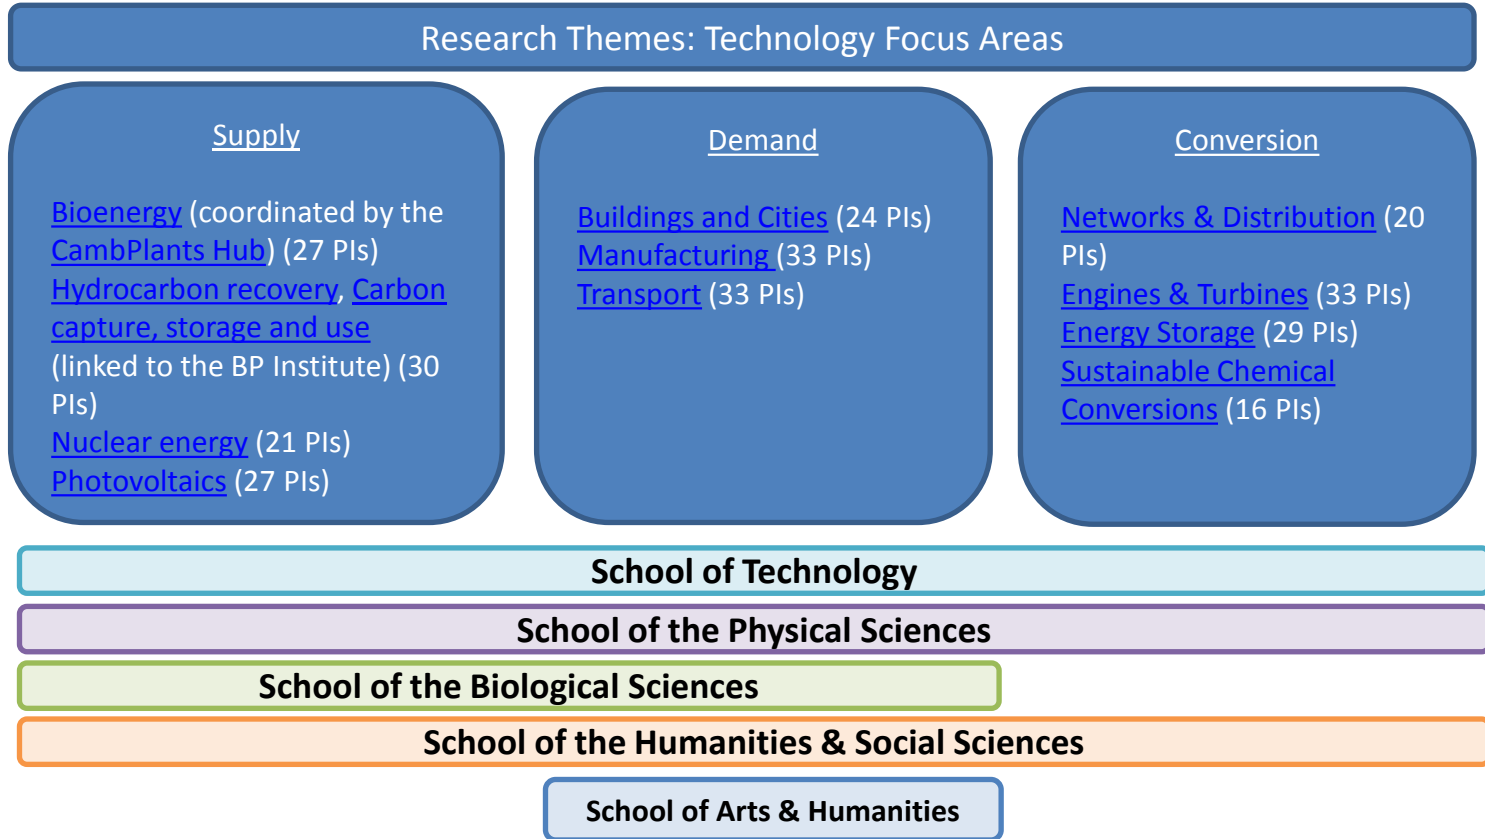 Research Themes: Technology Focus Areas
Supply
Bioenergy (coordinated by the
CambPlants Hub) (27 PIs)
Hydrocarbon recovery, Carbon
capture, storage and use
(linked to the BP Institute) (30
PIs)
Nuclear energy (21 PIs)
Photovoltaics (27 PIs)
Demand
Buildings and Cities (24 PIs)
Manufacturing (33 PIs)
Transport (33 PIs)
Conversion
Networks & Distribution (20
PIs)
Engines & Turbines (33 PIs)
Energy Storage (29 PIs)
Sustainable Chemical
Conversions (16 PIs)
School of Technology
School of the Physical Sciences
School of the Biological Sciences
School of the Humanities & Social Sciences
School of Arts & Humanities